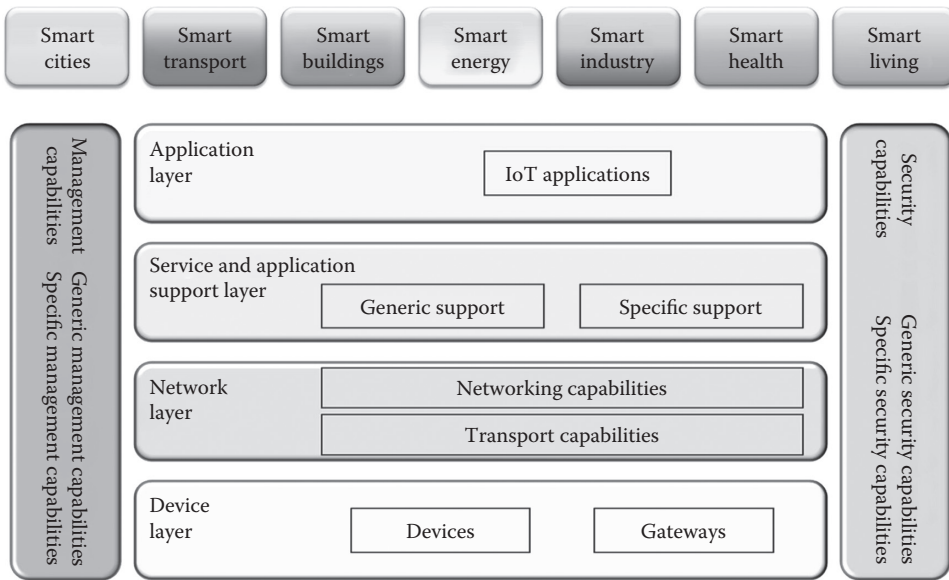 Smart
cities
Smart
transport
Smart
buildings
Smart
energy
Smart
industry
Smart
health
Smart
living
Management
capabilities
Generic management capabilities
Specific management capabilities
Application
layer
IoT applications
Service and application
support layer
Generic support
Specific support
Network
layer
Networking capabilities
Transport capabilities
Device
layer
Devices
Gateways
Security
capabilities
Generic security capabilities
Specific security capabilities